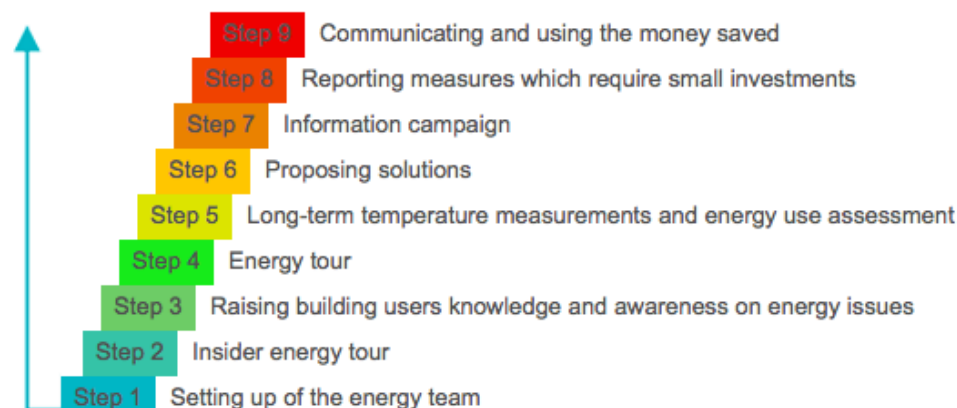 Step 9 Communicating and using the money saved
Step 8 Reporting measures which require small investments
Step 7 Information campaign
Step 6 Proposing solutions
Step 5 Long-term temperature measurements and energy use assessment
Step 4 Energy tour
Step 3 Raising building users knowledge and awareness on energy issues
Step 2 Insider energy tour
Step 1 Setting up of the energy team